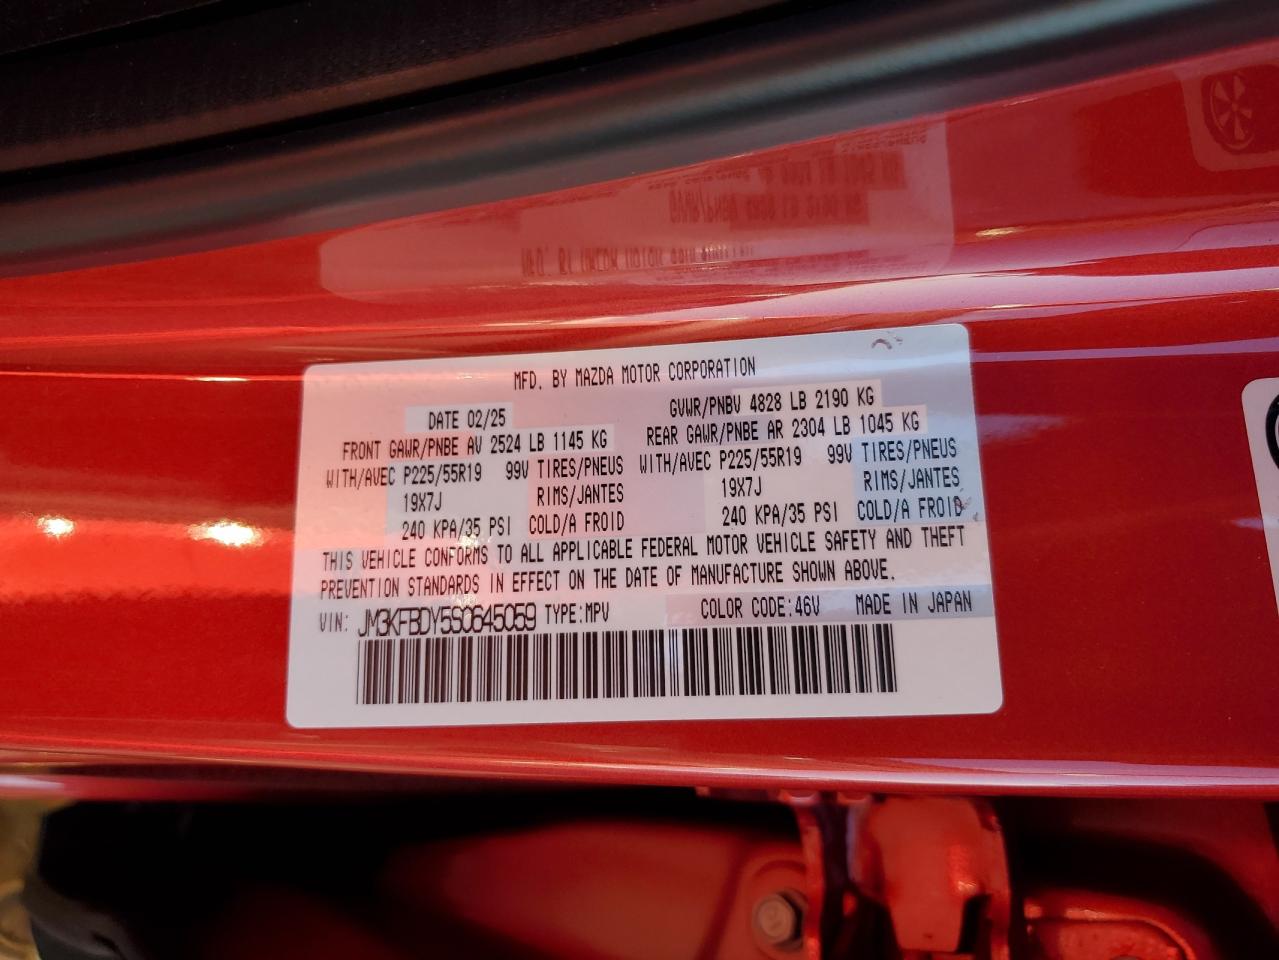 MFD. BY MAZDA MOTOR CORPORATION
DATE 02/25 GVWR/PNBV 4828 LB 2190 KG
FRONT GAWR/PNBE AV 2524 LB 1145 KG REAR GAWR/PNBE AR 2304 LB 1045 KG
WITH/AVEC P225/55R19 99V TIRES/PNEUS WITH/AVEC P225/55R19 99V TIRES/PNEUS
19X7J RIMS/JANTES 19X7J RIMS/JANTES
240 KPA/35 PSI COLD/A FROID 240 KPA/35 PSI COLD/A FROID
THIS VEHICLE CONFORMS TO ALL APPLICABLE FEDERAL MOTOR VEHICLE SAFETY AND THEFT
PREVENTION STANDARDS IN EFFECT ON THE DATE OF MANUFACTURE SHOWN ABOVE.
VIN: JM3KFBDY5S0645059 TYPE:MPV COLOR CODE:46V MADE IN JAPAN